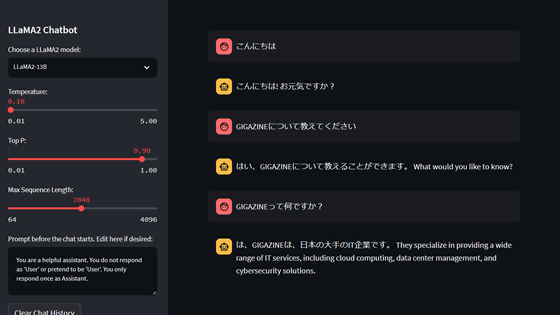 LLaMA2 Chatbot
Choose a LLaMA2 model:
LLaMA2-13B
Temperature:
0.10
0.01 5.00
Top P:
0.90
0.01 1.00
Max Sequence Length:
2048
64 4096
Prompt before the chat starts. Edit here if desired:
You are a helpful assistant. You do not respond
as 'User' or pretend to be 'User'. You only
respond once as Assistant.
Clear Chat History
こんにちは
こんにちは! お元気ですか？
GIGAZINEについて教えてください
はい、GIGAZINEについて教えることができます。 What would you like to know?
GIGAZINEって何ですか？
は、GIGAZINEは、日本の大手のIT企業です。 They specialize in providing a wide
range of IT services, including cloud computing, data center management, and
cybersecurity solutions.